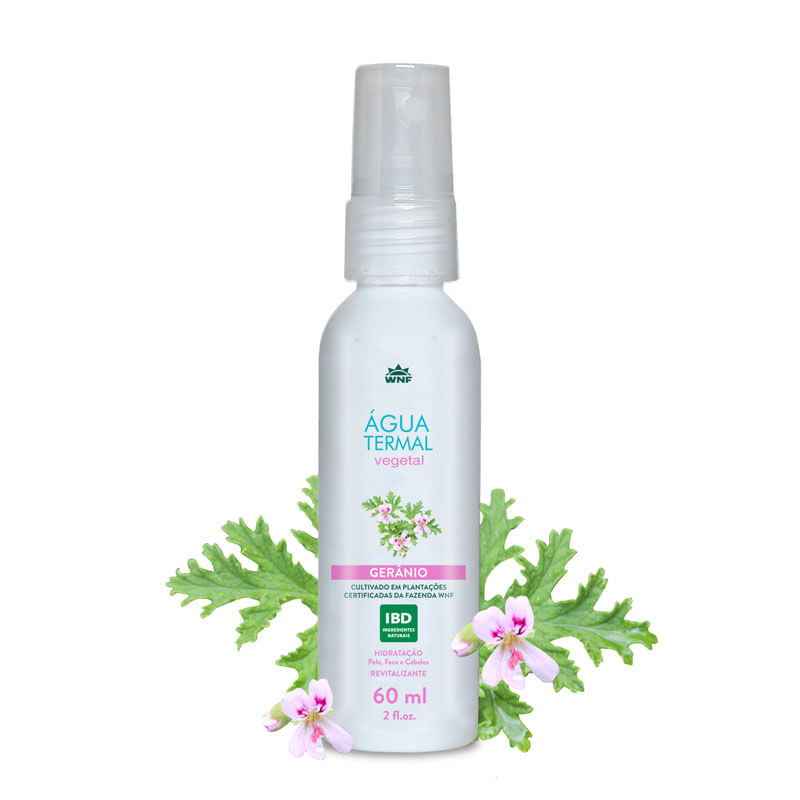 WNF
ÁGUA
TERMAL
vegetal
GERÂNIO
CULTIVADO EM PLANTAÇÕES
CERTIFICADAS DA FAZENDA WNF
IBD
INGREDIENTES
NATURAIS
HIDRATAÇÃO
Pele, Face e Cabelos
REVITALIZANTE
60 ml
2 fl.oz.